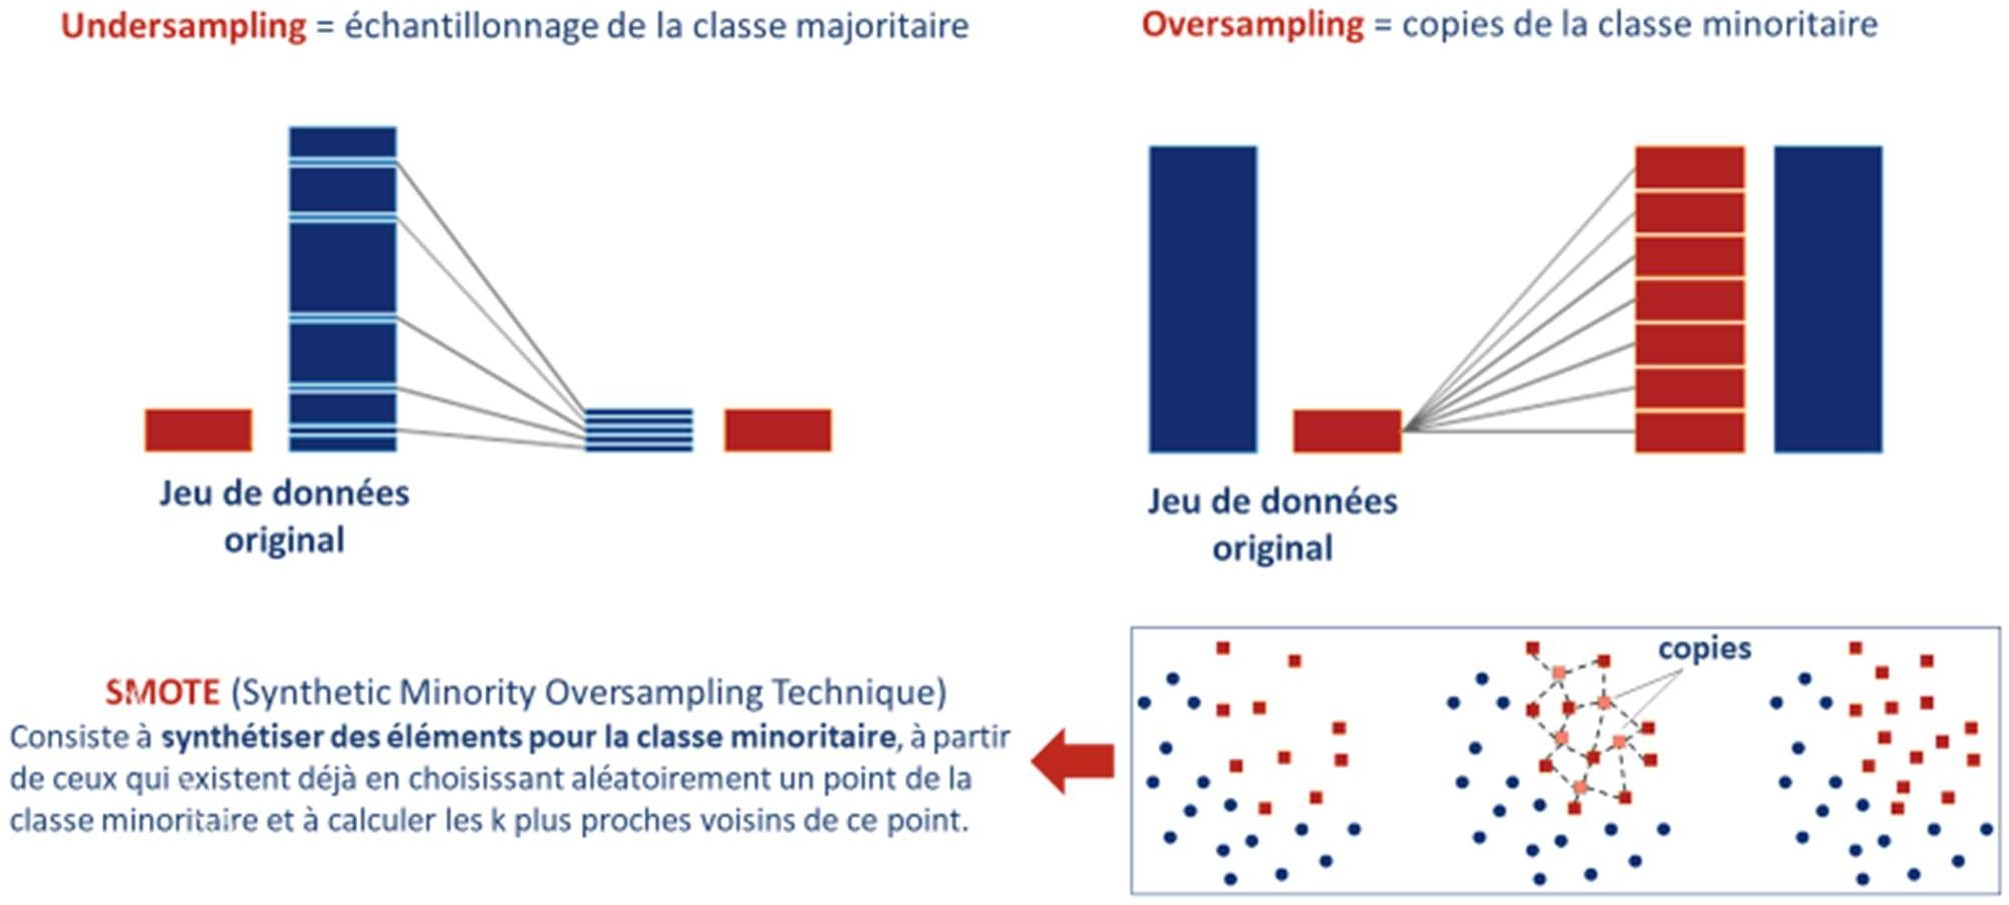 Undersampling = échantillonnage de la classe majoritaire
Oversampling = copies de la classe minoritaire
Jeu de données
original
Jeu de données
original
copies
SMOTE (Synthetic Minority Oversampling Technique)
Consiste à synthétiser des éléments pour la classe minoritaire, à partir
de ceux qui existent déjà en choisissant aléatoirement un point de la
classe minoritaire et à calculer les k plus proches voisins de ce point.